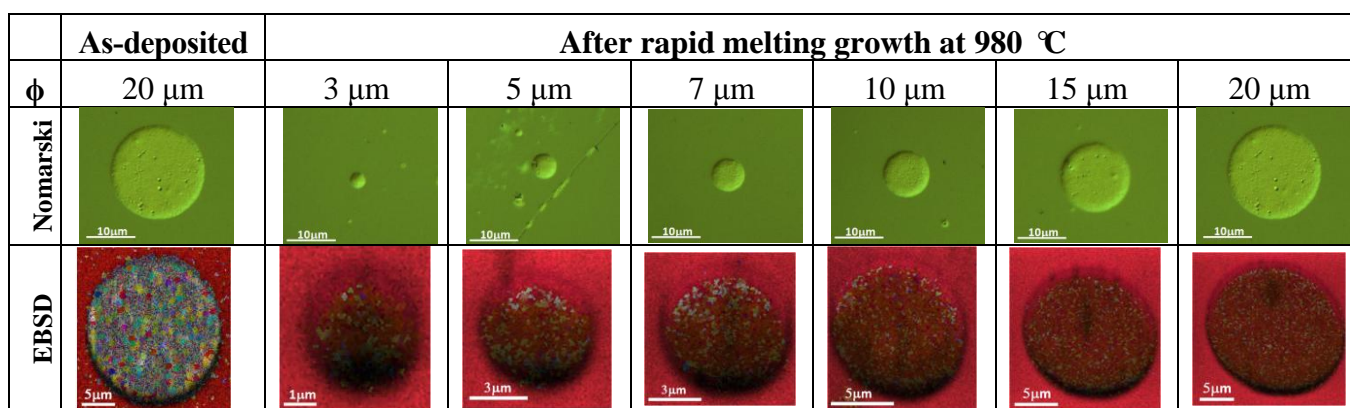 As-deposited After rapid melting growth at 980 ℃
ϕ 20 μm 3 μm 5 μm 7 μm 10 μm 15 μm 20 μm
Nomarski
10μm 10μm 10μm 10μm 10μm 10μm 10μm
EBSD
5μm 1μm 3μm 3μm 5μm 5μm 5μm